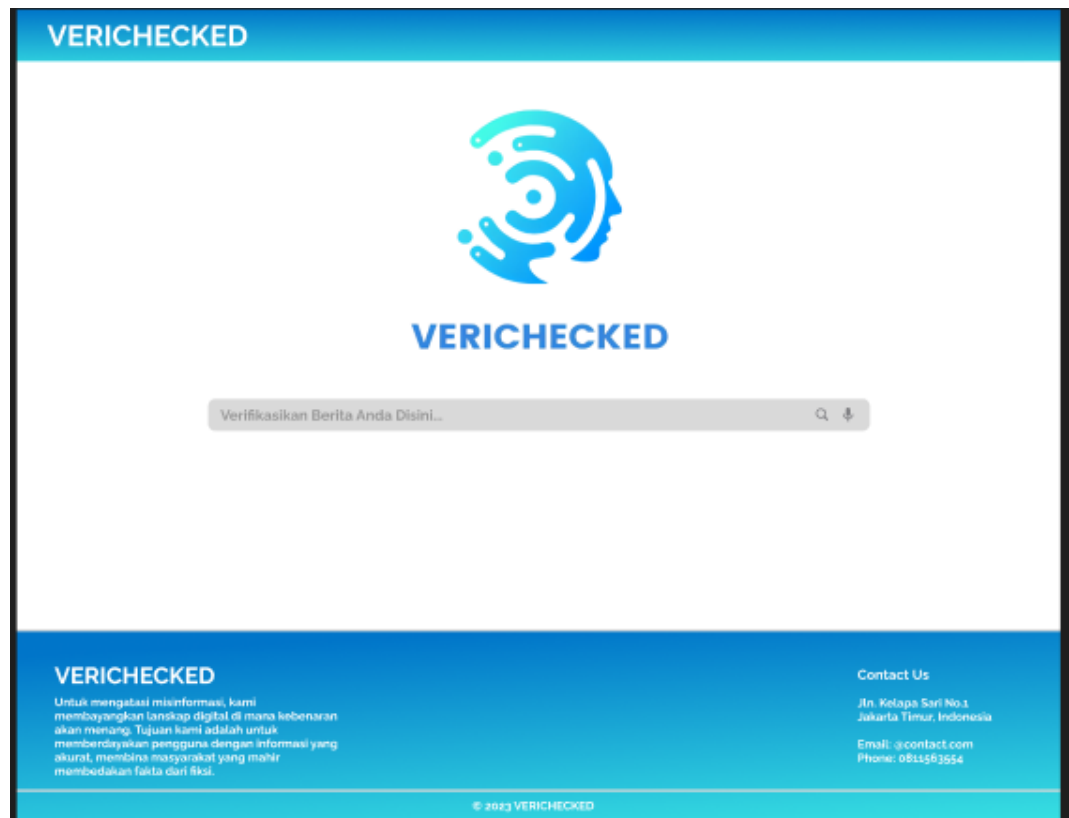 VERICHECKED
VERICHECKED
Verifikasikan Berita Anda Disini...
VERICHECKED
Untuk mengatasi misinformasi, kami
membayangkan lanskap digital di mana kebenaran
akan menang. Tujuan kami adalah untuk
memberdayakan pengguna dengan informasi yang
akurat, membina masyarakat yang mahir
membedakan fakta dari fiksi.
Contact Us
Jln. Kelapa Sari No.1
Jakarta Timur, Indonesia
Email: @contact.com
Phone: 0811563554
© 2023 VERICHECKED